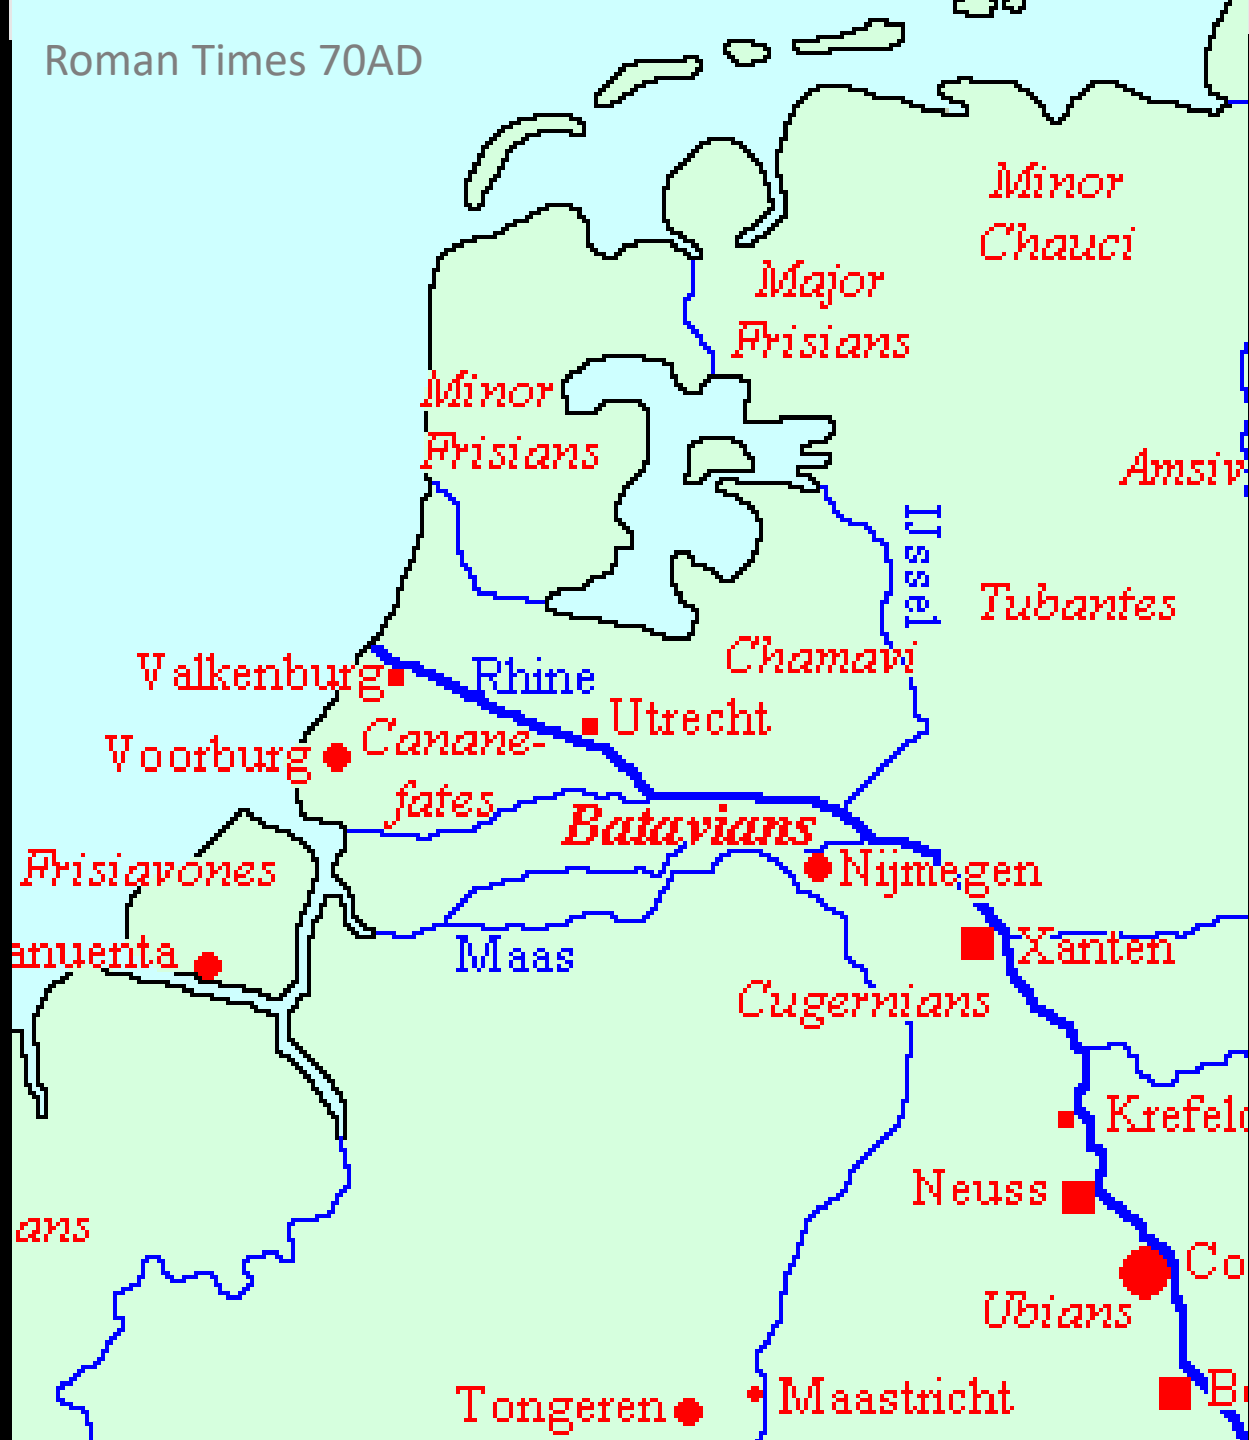 Roman Times 70AD
Minor
Chauci
Major
Frisians
Minor
Frisians
Amsiv
IJssel
Tubantes
Chamavi
Valkenburg
Rhine
Utrecht
Voorburg
Canane-
fates
Batavians
Frisiavones
Nijmegen
anuenta
Maas
Xanten
Cugernians
Krefeld
Neuss
ans
Co
Ubians
Tongeren
Maastricht
Bo